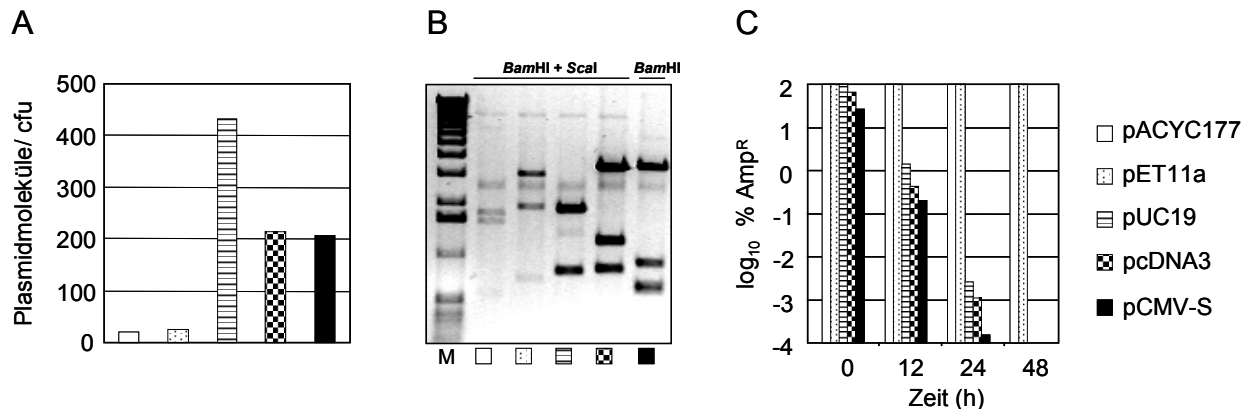 A
B
C
Plasmidmoleküle/ cfu
500
400
300
200
100
0
BamHI + ScaI
BamHI
M
log10 % AmpR
2
1
0
-1
-2
-3
-4
0 12 24 48
Zeit (h)
pACYC177
pET11a
pUC19
pcDNA3
pCMV-S